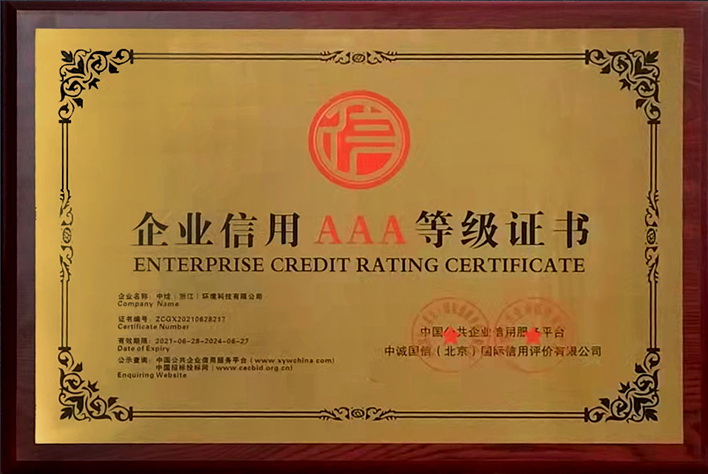 信
企业信用 AAA 等级证书
ENTERPRISE CREDIT RATING CERTIFICATE
企业名称：中绘（浙江）环境科技有限公司
Company Name
证书编号：ZCGX20210628217
Certificate Number
有效期限：2021-06-28-2024-06-27
Date of Expiry
公示查询：中国公共企业信用服务平台（www.sywchina.com）
中国招标投标网（www.cecbid.org.cn）
Enquiring Website
中国公共企业信用服务平台
中诚国信（北京）国际信用评价有限公司